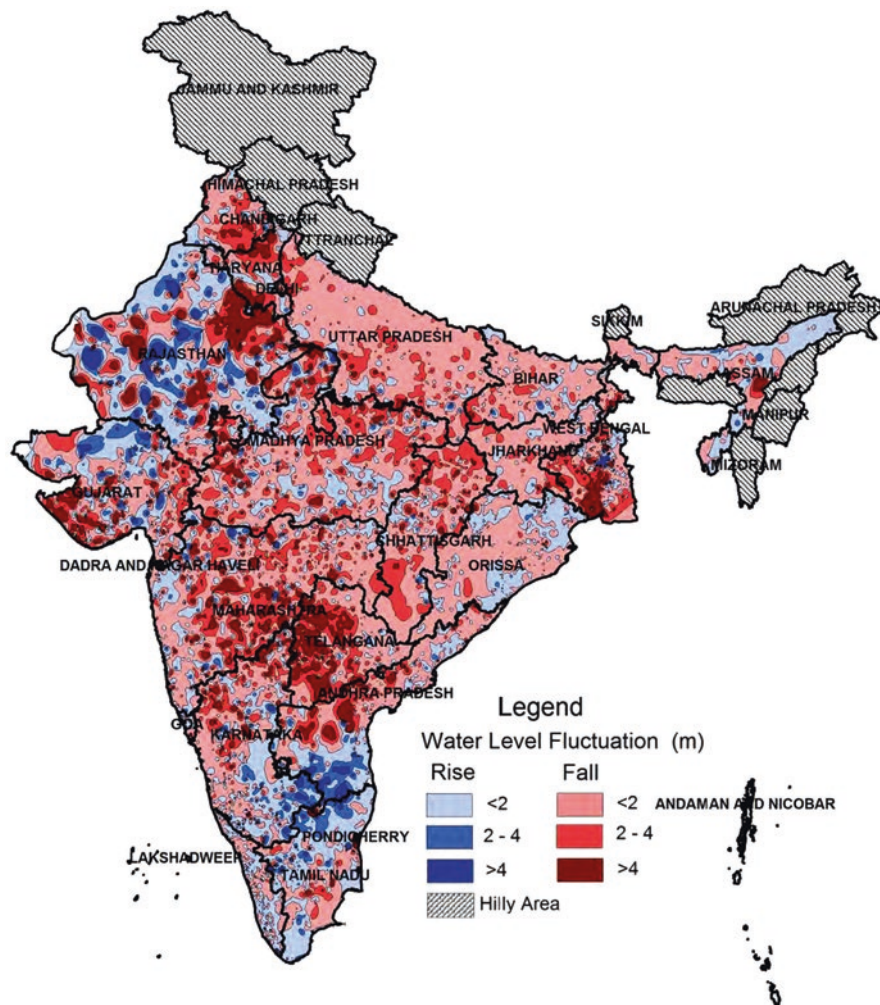 JAMMU AND KASHMIR
HIMACHAL PRADESH
CHANDIGARH
UTTRANCHAL
HARYANA
DELHI
ARUNACHAL PRADESH
SIKKIM
UTTAR PRADESH
RAJASTHAN
ASSAM
BIHAR
MANIPUR
WEST BENGAL
MADHYA PRADESH
JHARKHAND
MIZORAM
GUJARAT
CHHATTISGARH
DADRA AND NAGAR HAVELI
ORISSA
MAHARASHTRA
TELANGANA
ANDHRA PRADESH
Legend
GOA
KARNATAKA
Water Level Fluctuation (m)
Rise Fall
<2 <2
ANDAMAN AND NICOBAR
2 - 4 2 - 4
PONDICHERRY
LAKSHADWEEP
>4 >4
TAMIL NADU
Hilly Area